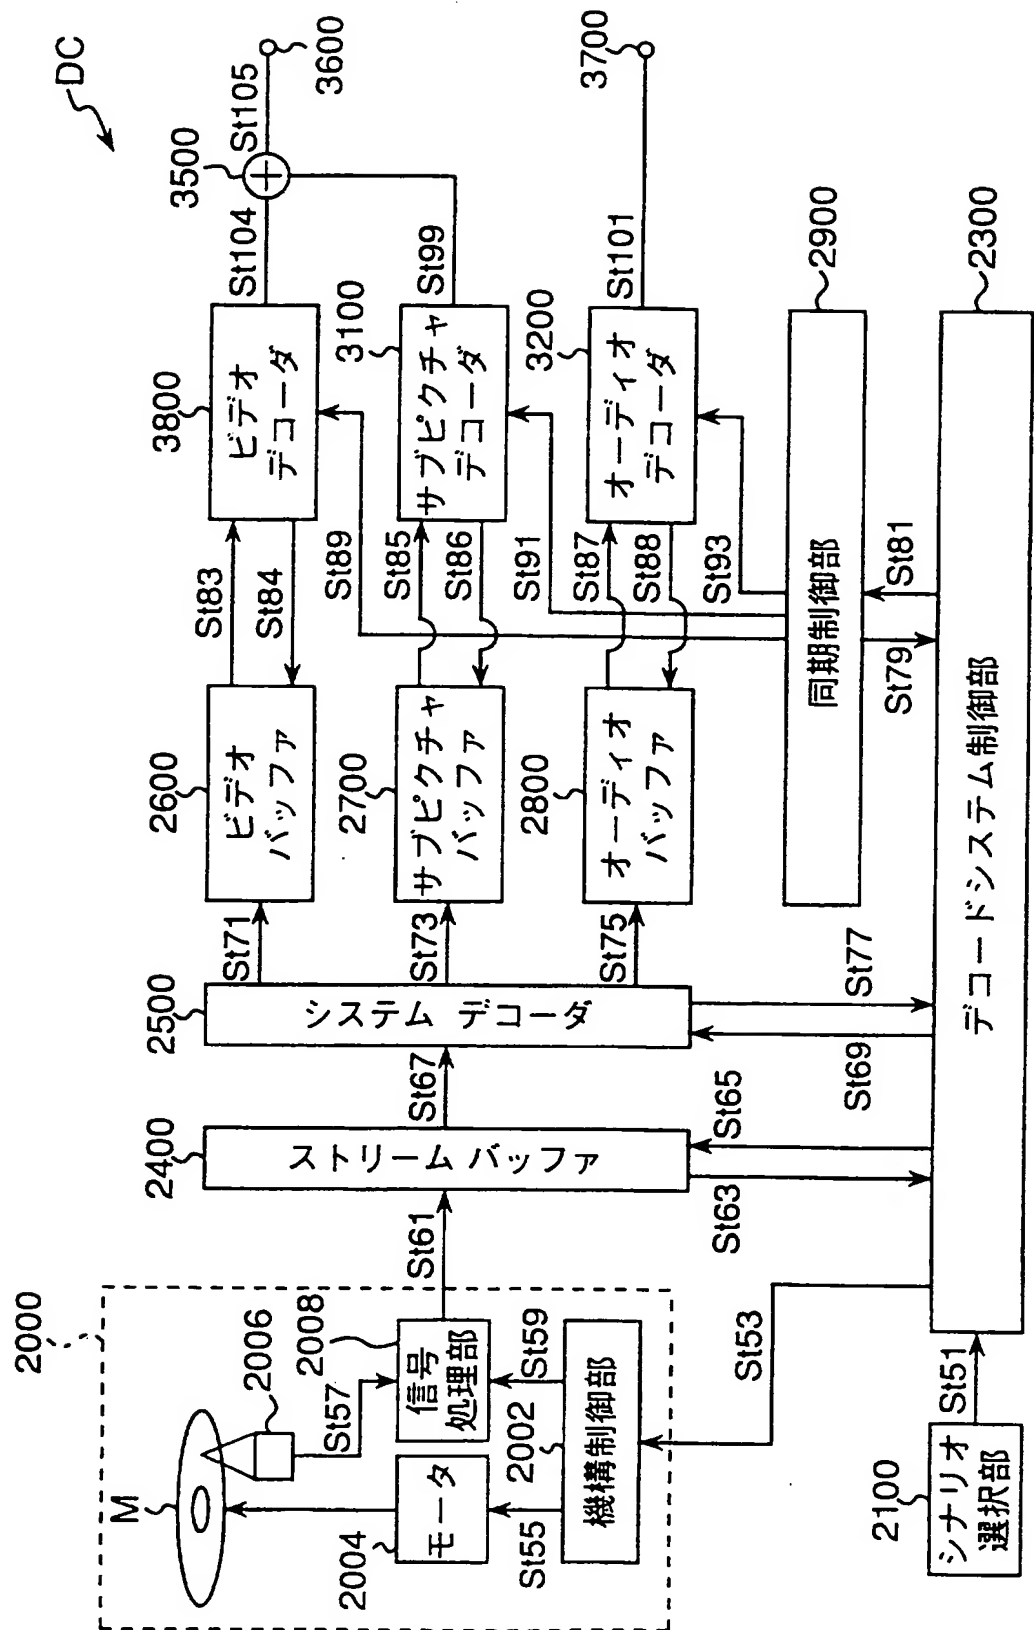 DC
2000
M
2006
2008
St57
信号
処理部
モータ
2004
St55
2002
St59
機構制御部
St53
2100
シナリオ
選択部
St51
St61
2400
ストリーム バッファ
St63
St65
St67
2500
システム デコーダ
St69
St77
St71
St73
St75
2600
ビデオ
バッファ
2700
サブピクチャ
バッファ
2800
オーディオ
バッファ
St83
St84
St89
St85
St86
St91
St87
St88
St93
3800
ビデオ
デコーダ
3100
サブピクチャ
デコーダ
3200
オーディオ
デコーダ
St104
3500
St105
3600
St99
St101
3700
同期制御部
2900
St79
St81
デコードシステム制御部
2300